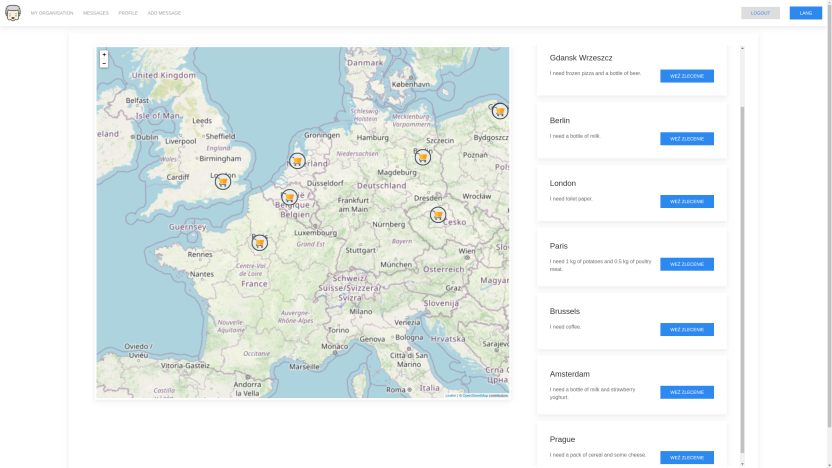 MY ORGANISATION
MESSAGES
PROFILE
ADD MESSAGE
LOGOUT
LANG
+
−
Danmark
United Kingdom
København
Belfast
Isle of Man
Leeds
Dublin
Liverpool
Sheffield
England
Wales
Birmingham
Cardiff
Guernsey
Schleswig-
Holstein
Mecklenburg-
Vorpommern
Groningen
Hamburg
Szczecin
Bydgoszcz
Niedersachsen
Magdeburg
Düsseldorf
Deutschland
Belgique
Belgien
Frankfurt
am Main
Dresden
Wrocław
Česko
Luxembourg
Grand Est
Nürnberg
Bayern
Stuttgart
München
Wien
Österreich
Rennes
Nantes
Centre-Val
de Loire
France
Schweiz/
Suisse/Svizzera/
Svizra
Graz
Slovenija
Milano
Auvergne-
Rhône-Alpes
Nouvelle
Aquitaine
Torino
Venezia
Genova
Bologna
Hrvatska
Monaco
Occitanie
Marseille
Città di San
Marino
Oviedo /
Uviéu
Vitoria-Gasteiz
Andorra
la Vella
Roma
Italia
Castilla
Leaflet | © OpenStreetMap contributors
Gdansk Wrzeszcz
I need frozen pizza and a bottle of beer.
WEŹ ZLECENIE
Berlin
I need a bottle of milk.
WEŹ ZLECENIE
London
I need toilet paper.
WEŹ ZLECENIE
Paris
I need 1 kg of potatoes and 0.5 kg of poultry
meat.
WEŹ ZLECENIE
Brussels
I need coffee.
WEŹ ZLECENIE
Amsterdam
I need a bottle of milk and strawberry
yoghurt.
WEŹ ZLECENIE
Prague
I need a pack of cereal and some cheese.
WEŹ ZLECENIE